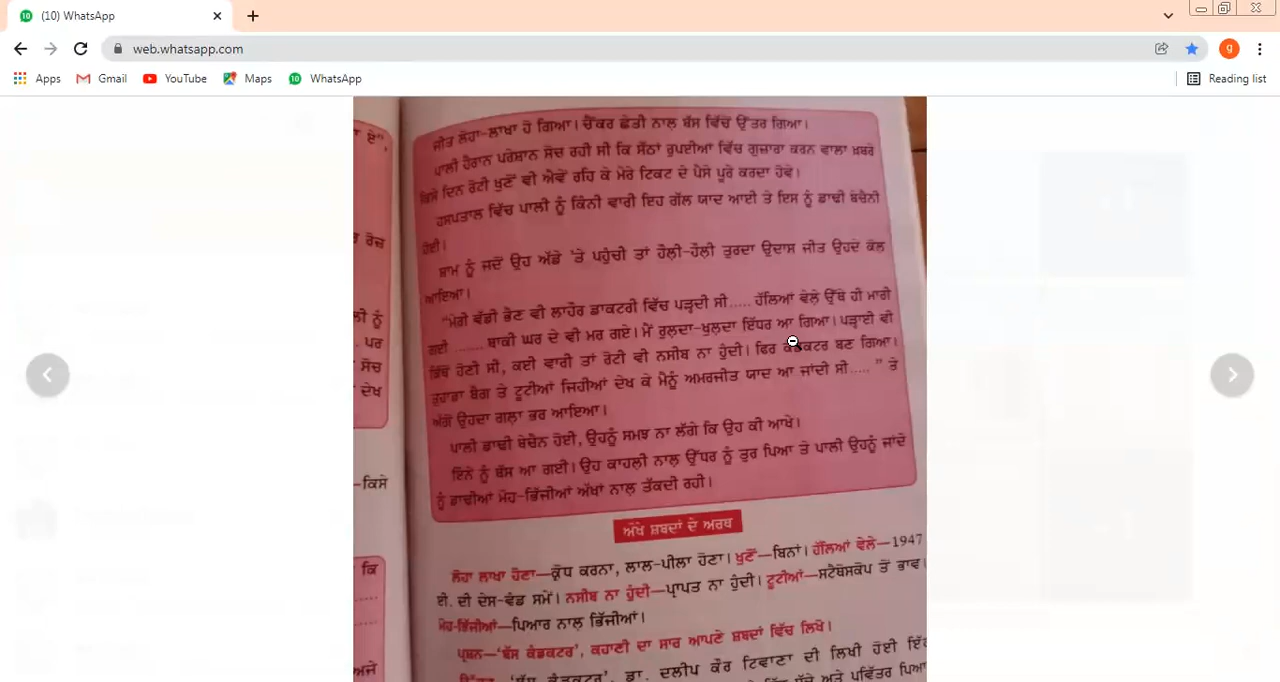 (10) WhatsApp
web.whatsapp.com
g
Apps Gmail YouTube Maps WhatsApp Reading list
ਜੀਤ ਲੋਹਾ-ਲਾਖਾ ਹੋ ਗਿਆ। ਚੈੱਕਰ ਛੇਤੀ ਨਾਲ ਬੱਸ ਵਿੱਚੋਂ ਉੱਤਰ ਗਿਆ।
ਪਾਲੀ ਹੈਰਾਨ ਪਰੇਸ਼ਾਨ ਸੋਚ ਰਹੀ ਸੀ ਕਿ ਸੱਠਾਂ ਰੁਪਈਆਂ ਵਿੱਚ ਗੁਜ਼ਾਰਾ ਕਰਨ ਵਾਲਾ ਖ਼ਬਰੇ
ਕਿਸੇ ਦਿਨ ਰੋਟੀ ਖੁਣੋਂ ਵੀ ਐਵੇਂ ਰਹਿ ਕੇ ਮੇਰੇ ਟਿਕਟ ਦੇ ਪੈਸੇ ਪੂਰੇ ਕਰਦਾ ਹੋਵੇ।
ਹਸਪਤਾਲ ਵਿੱਚ ਪਾਲੀ ਨੂੰ ਕਿੰਨੀ ਵਾਰੀ ਇਹ ਗੱਲ ਯਾਦ ਆਈ ਤੇ ਇਸ ਨੂੰ ਡਾਢੀ ਬੇਚੈਨੀ
ਹੋਈ।
ਸ਼ਾਮ ਨੂੰ ਜਦੋਂ ਉਹ ਅੱਡੇ 'ਤੇ ਪਹੁੰਚੀ ਤਾਂ ਹੌਲੀ-ਹੌਲੀ ਤੁਰਦਾ ਉਦਾਸ ਜੀਤ ਉਹਦੇ ਕੋਲ
ਆਇਆ।
"ਮੇਰੀ ਵੱਡੀ ਭੈਣ ਵੀ ਲਾਹੌਰ ਡਾਕਟਰੀ ਵਿੱਚ ਪੜ੍ਹਦੀ ਸੀ..... ਹੱਲਿਆਂ ਵੇਲੇ ਉੱਥੇ ਹੀ ਮਾਰੀ
ਗਈ ....... ਬਾਕੀ ਘਰ ਦੇ ਵੀ ਮਰ ਗਏ। ਮੈਂ ਰੁਲਦਾ-ਖੁਲਦਾ ਇੱਧਰ ਆ ਗਿਆ। ਪੜ੍ਹਾਈ ਵੀ
ਕਿੱਥੇ ਹੋਣੀ ਸੀ, ਕਈ ਵਾਰੀ ਤਾਂ ਰੋਟੀ ਵੀ ਨਸੀਬ ਨਾ ਹੁੰਦੀ। ਫਿਰ ਕੰਡਕਟਰ ਬਣ ਗਿਆ।
ਤੁਹਾਡਾ ਬੈਗ ਤੇ ਟੂਟੀਆਂ ਜਿਹੀਆਂ ਦੇਖ ਕੇ ਮੈਨੂੰ ਅਮਰਜੀਤ ਯਾਦ ਆ ਜਾਂਦੀ ਸੀ..... " ਤੇ
ਅੱਗੋਂ ਉਹਦਾ ਗਲਾ ਭਰ ਆਇਆ।
ਪਾਲੀ ਡਾਢੀ ਬੇਚੈਨ ਹੋਈ, ਉਹਨੂੰ ਸਮਝ ਨਾ ਲੱਗੇ ਕਿ ਉਹ ਕੀ ਆਖੇ।
ਇੰਨੇ ਨੂੰ ਬੱਸ ਆ ਗਈ। ਉਹ ਕਾਹਲੀ ਨਾਲ ਉੱਧਰ ਨੂੰ ਤੁਰ ਪਿਆ ਤੇ ਪਾਲੀ ਉਹਨੂੰ ਜਾਂਦੇ
ਨੂੰ ਡਾਢੀਆਂ ਮੋਹ-ਭਿੱਜੀਆਂ ਅੱਖਾਂ ਨਾਲ ਤੱਕਦੀ ਰਹੀ।
ਔਖੇ ਸ਼ਬਦਾਂ ਦੇ ਅਰਥ
ਲੋਹਾ ਲਾਖਾ ਹੋਣਾ—ਕ੍ਰੋਧ ਕਰਨਾ, ਲਾਲ-ਪੀਲਾ ਹੋਣਾ। ਖੁਣੋਂ—ਬਿਨਾਂ। ਹੱਲਿਆਂ ਵੇਲੇ—1947
ਈ. ਦੀ ਦੇਸ-ਵੰਡ ਸਮੇਂ। ਨਸੀਬ ਨਾ ਹੁੰਦੀ—ਪ੍ਰਾਪਤ ਨਾ ਹੁੰਦੀ। ਟੂਟੀਆਂ—ਸਟੈਥੋਸਕੋਪ ਤੋਂ ਭਾਵ।
ਮੋਹ-ਭਿੱਜੀਆਂ—ਪਿਆਰ ਨਾਲ ਭਿੱਜੀਆਂ।
ਪ੍ਰਸ਼ਨ—'ਬੱਸ ਕੰਡਕਟਰ', ਕਹਾਣੀ ਦਾ ਸਾਰ ਆਪਣੇ ਸ਼ਬਦਾਂ ਵਿੱਚ ਲਿਖੋ।
'ਬੱਸ ਕੰਡਕਟਰ', ਡਾ. ਦਲੀਪ ਕੌਰ ਟਿਵਾਣਾ ਦੀ ਲਿਖੀ ਹੋਈ
ਰੋਜ਼
ਨੂੰ
ਪਰ
ਸੋਚ
ਦੇਖ
-ਕਿਸੇ
ਕਿ
ਅਜੇ